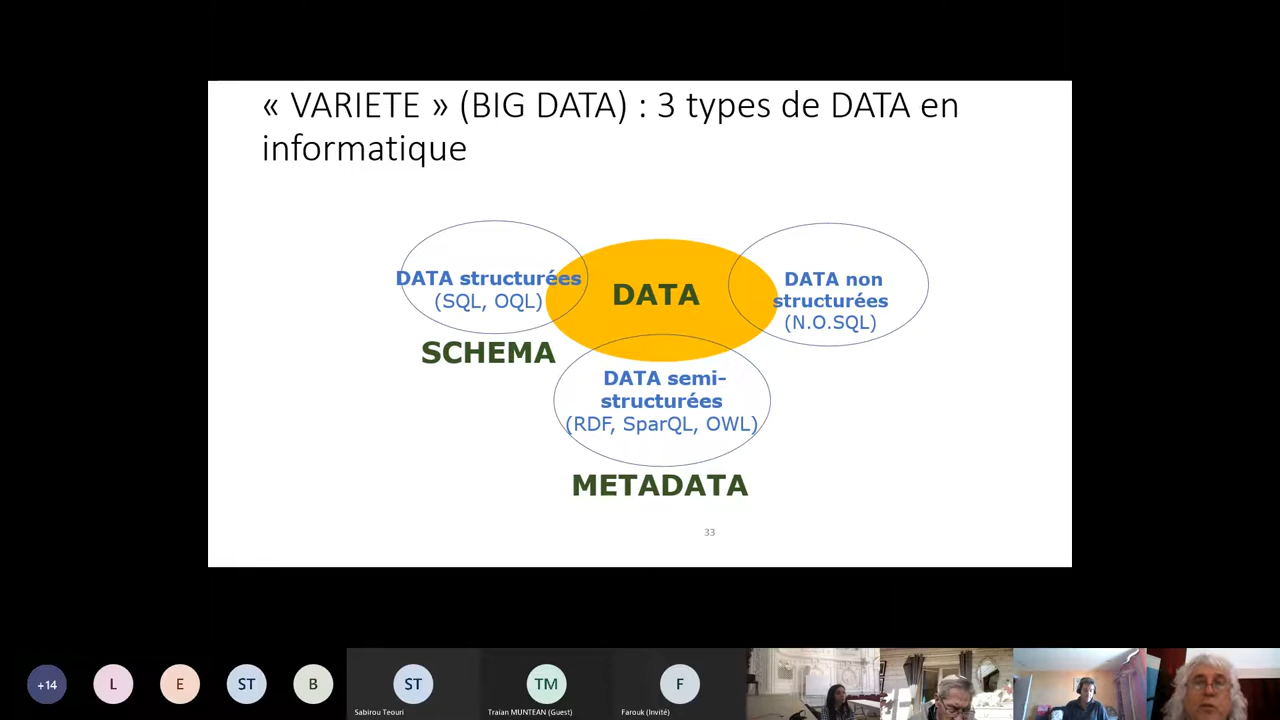 « VARIETE » (BIG DATA) : 3 types de DATA en
informatique
DATA structurées
(SQL, OQL)
SCHEMA
DATA
DATA non
structurées
(N.O.SQL)
DATA semi-
structurées
(RDF, SparQL, OWL)
METADATA
33
+14
L
E
ST
B
ST
Sabirou Teouri
TM
Traian MUNTEAN (Guest)
F
Farouk (Invité)